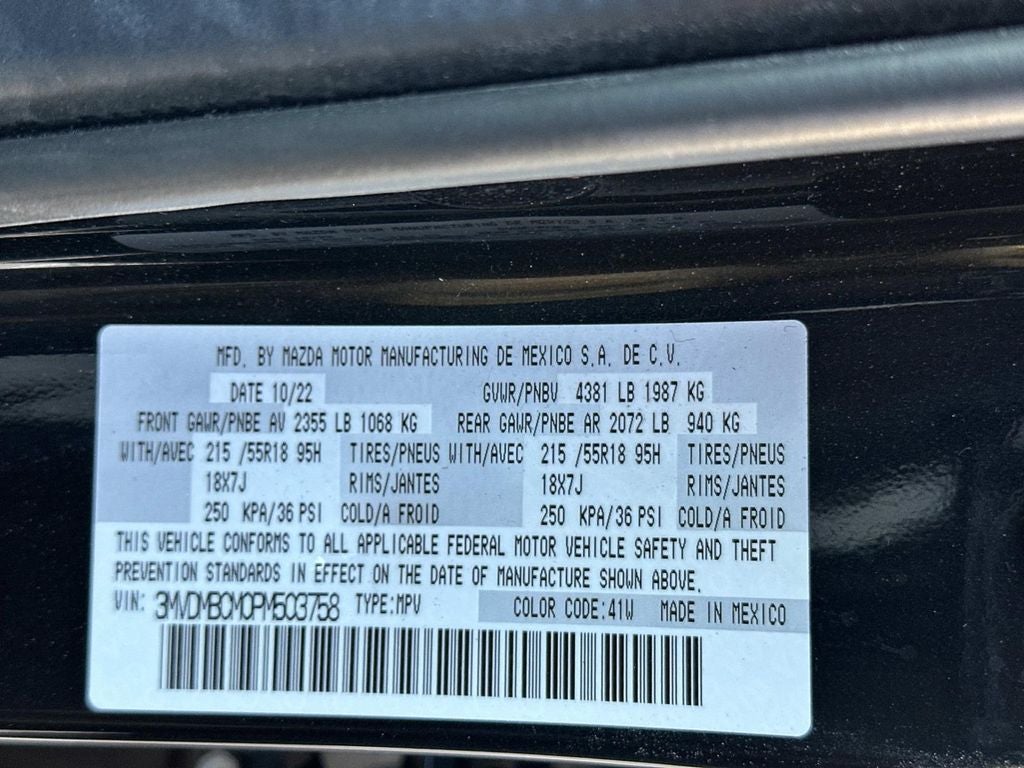 MFD. BY MAZDA MOTOR MANUFACTURING DE MEXICO S.A. DE C.V.
DATE 10/22 GVWR/PNBV 4381 LB 1987 KG
FRONT GAWR/PNBE AV 2355 LB 1068 KG REAR GAWR/PNBE AR 2072 LB 940 KG
WITH/AVEC 215 /55R18 95H TIRES/PNEUS WITH/AVEC 215 /55R18 95H TIRES/PNEUS
18X7J RIMS/JANTES 18X7J RIMS/JANTES
250 KPA/36 PSI COLD/A FROID 250 KPA/36 PSI COLD/A FROID
THIS VEHICLE CONFORMS TO ALL APPLICABLE FEDERAL MOTOR VEHICLE SAFETY AND THEFT
PREVENTION STANDARDS IN EFFECT ON THE DATE OF MANUFACTURE SHOWN ABOVE.
VIN: 3MVDMBCM0PM503758 TYPE:MPV COLOR CODE:41W MADE IN MEXICO